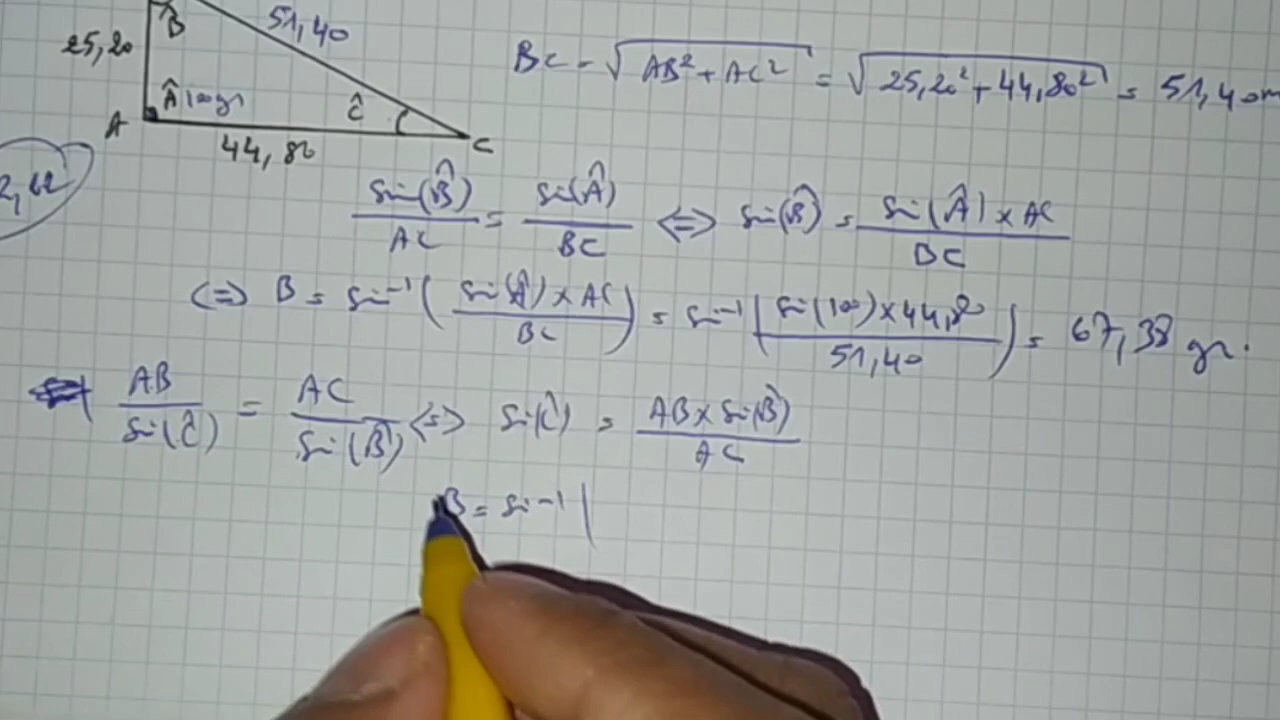 B
25,20
51,40
BC = √(AB² + AC²) = √(25,20² + 44,80²) = 51,40m
Â 100gr
Ĉ
A
C
44,80
2,62
sin(B̂)/AC = sin(Â)/BC <=> sin(B̂) = sin(Â) × AC/BC
<=> B = sin⁻¹(sin(Â) × AC/BC) = sin⁻¹(sin(100) × 44,80/51,40) = 67,38 gr.
AB/sin(Ĉ) = AC/sin(B̂) <=> sin(Ĉ) = AB × sin(B̂)/AC
B = sin⁻¹(